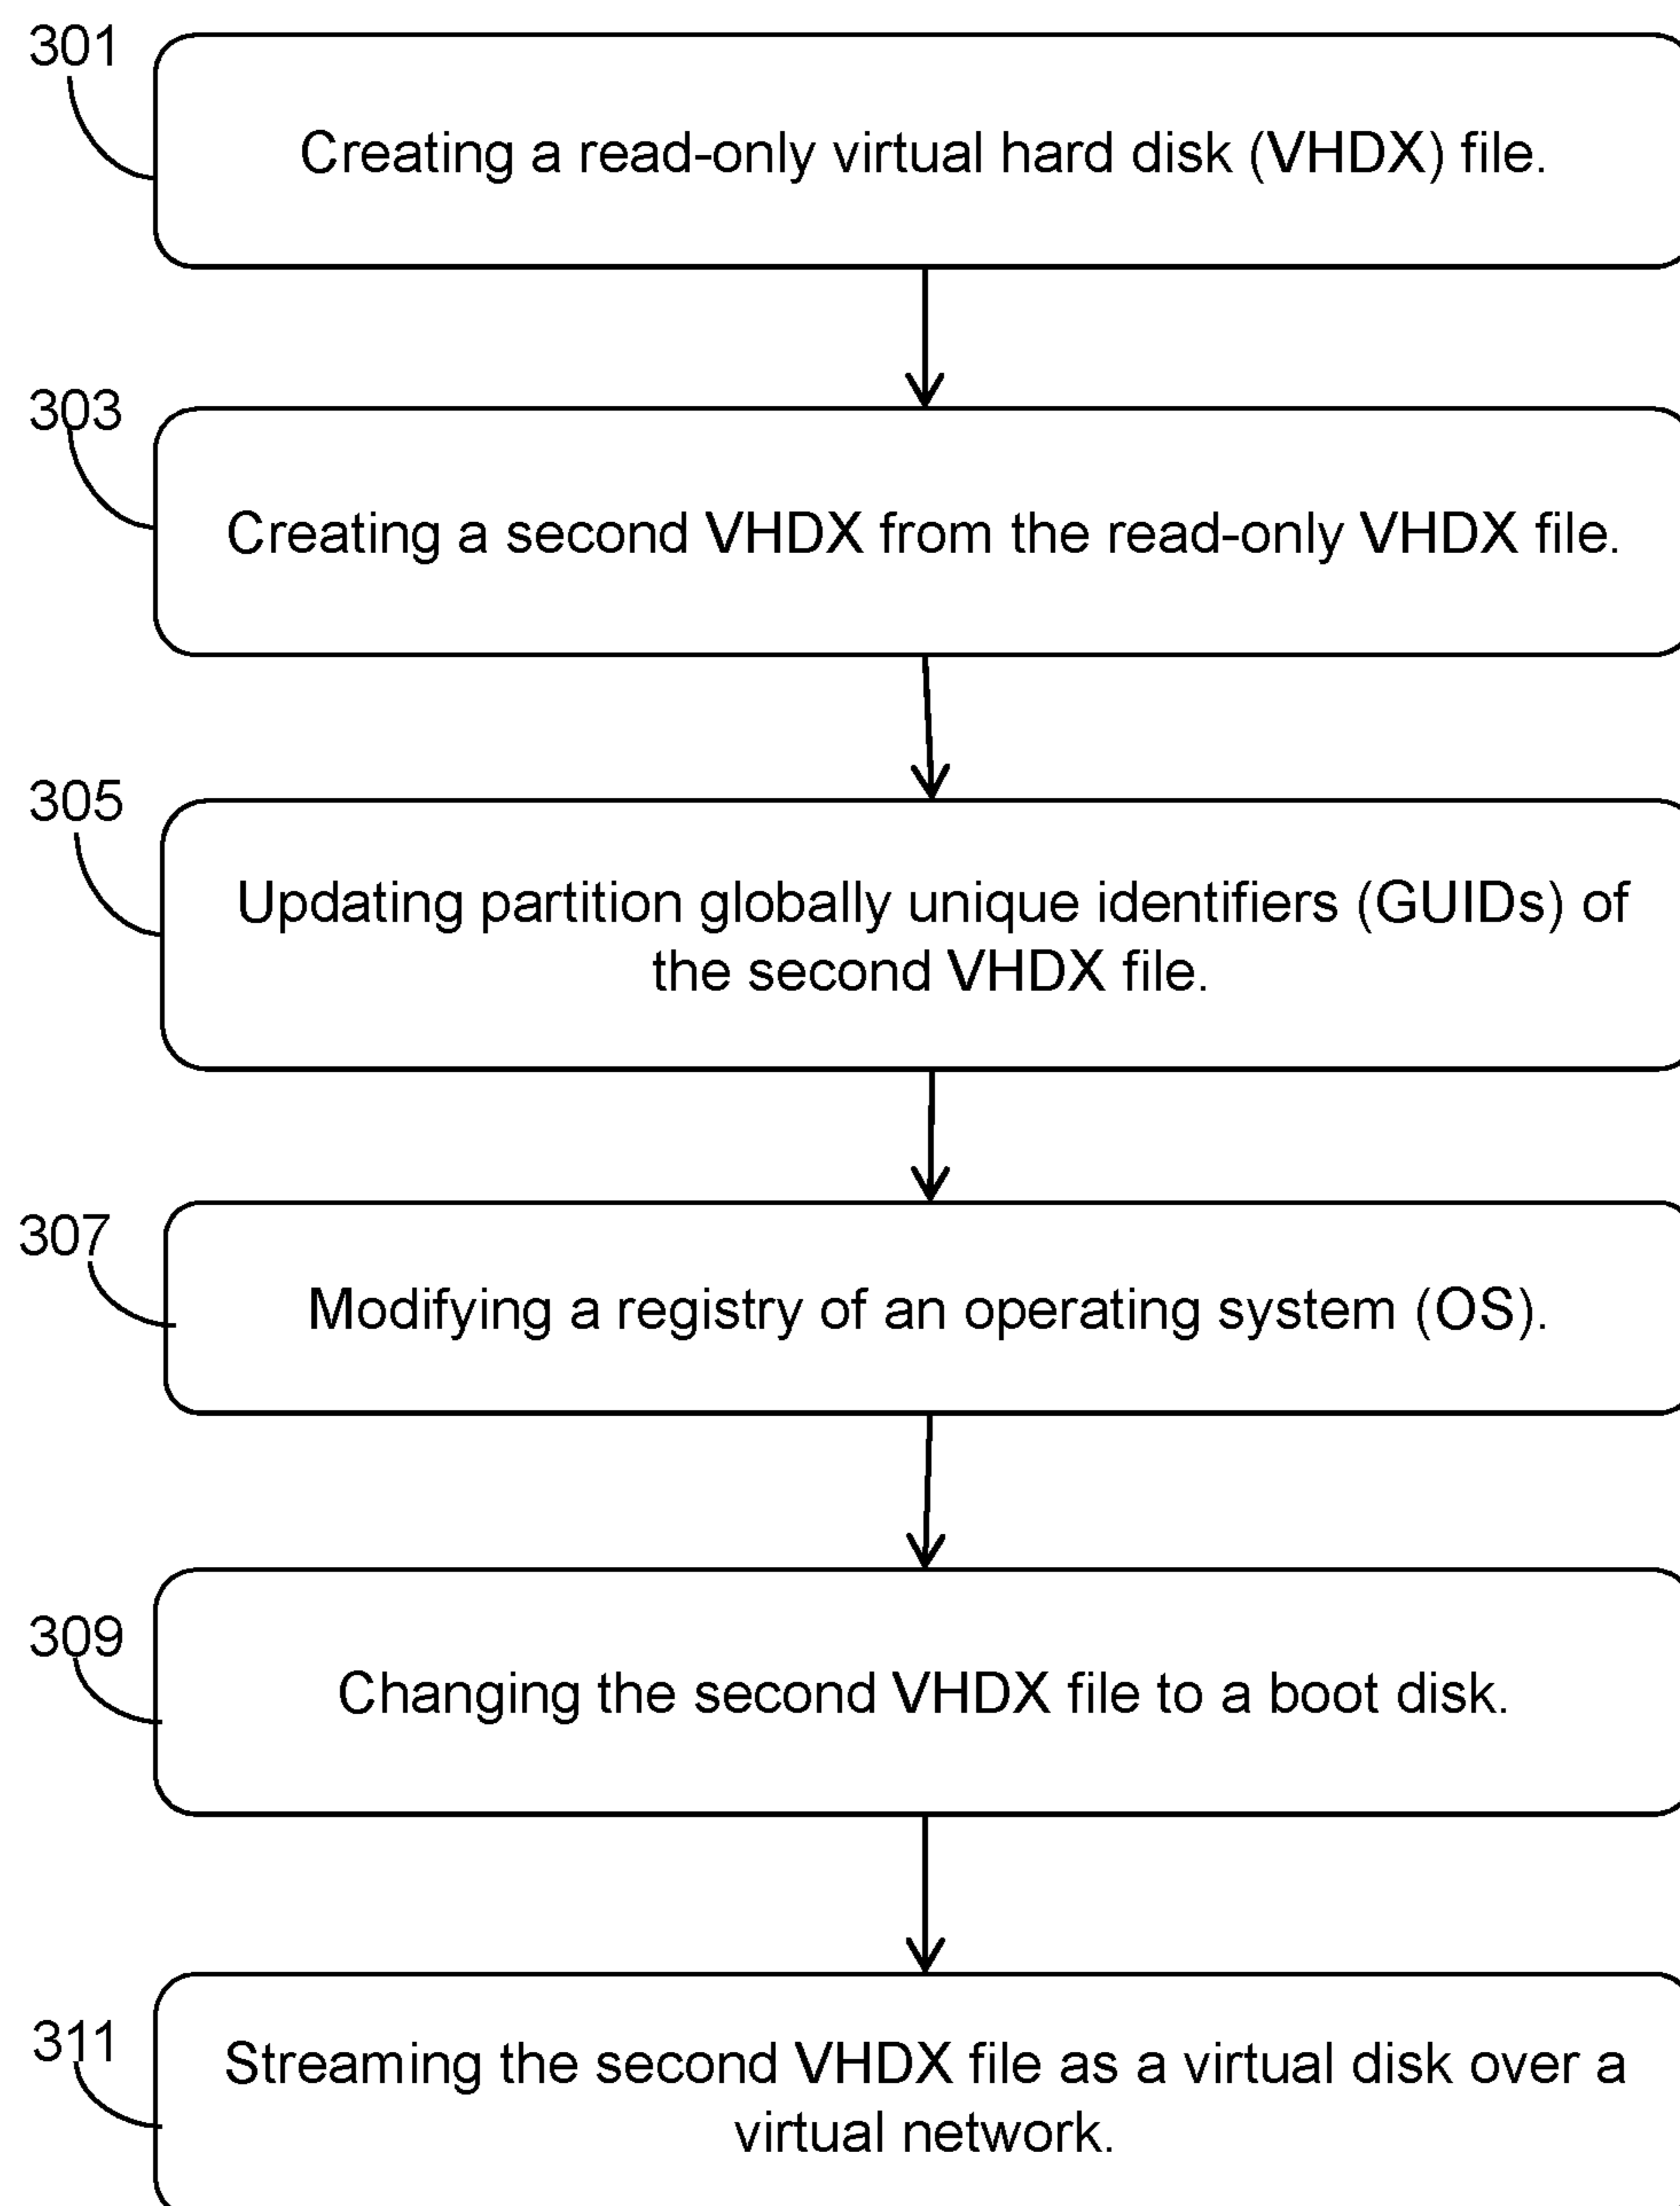 301
Creating a read-only virtual hard disk (VHDX) file.
303
Creating a second VHDX from the read-only VHDX file.
305
Updating partition globally unique identifiers (GUIDs) of
the second VHDX file.
307
Modifying a registry of an operating system (OS).
309
Changing the second VHDX file to a boot disk.
311
Streaming the second VHDX file as a virtual disk over a
virtual network.